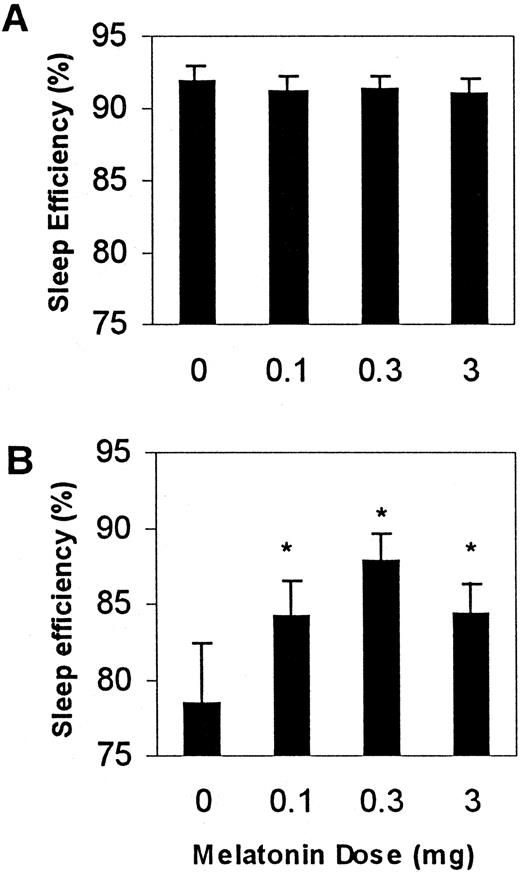 A
Sleep Efficiency (%)
95
90
85
80
75
0 0.1 0.3 3
B
Sleep efficiency (%)
95
90
85
80
75
* * *
0 0.1 0.3 3
Melatonin Dose (mg)